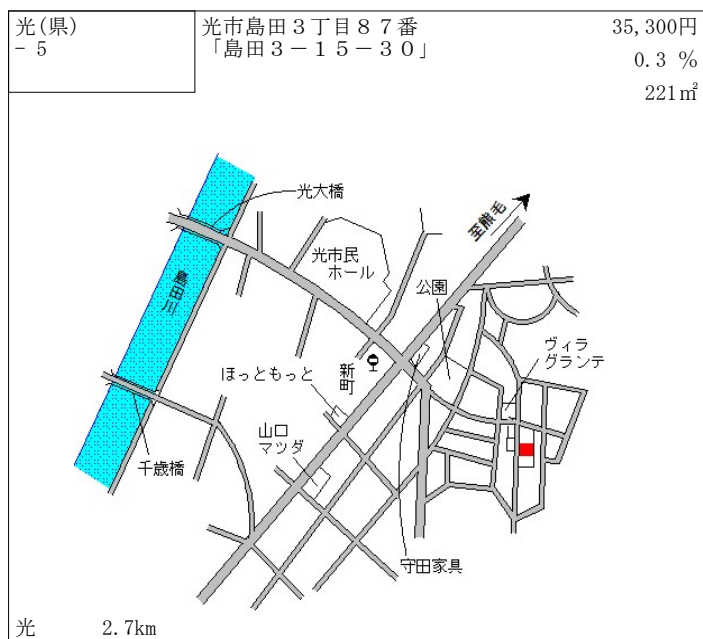 光(県)
- 5
光市島田３丁目８７番
「島田３－１５－３０」
35,300円
0.3 %
221㎡
光大橋
至熊毛
光市民
ホール
島田川
公園
ヴィラ
グランテ
新町
ほっともっと
山口
マツダ
千歳橋
守田家具
光 2.7km